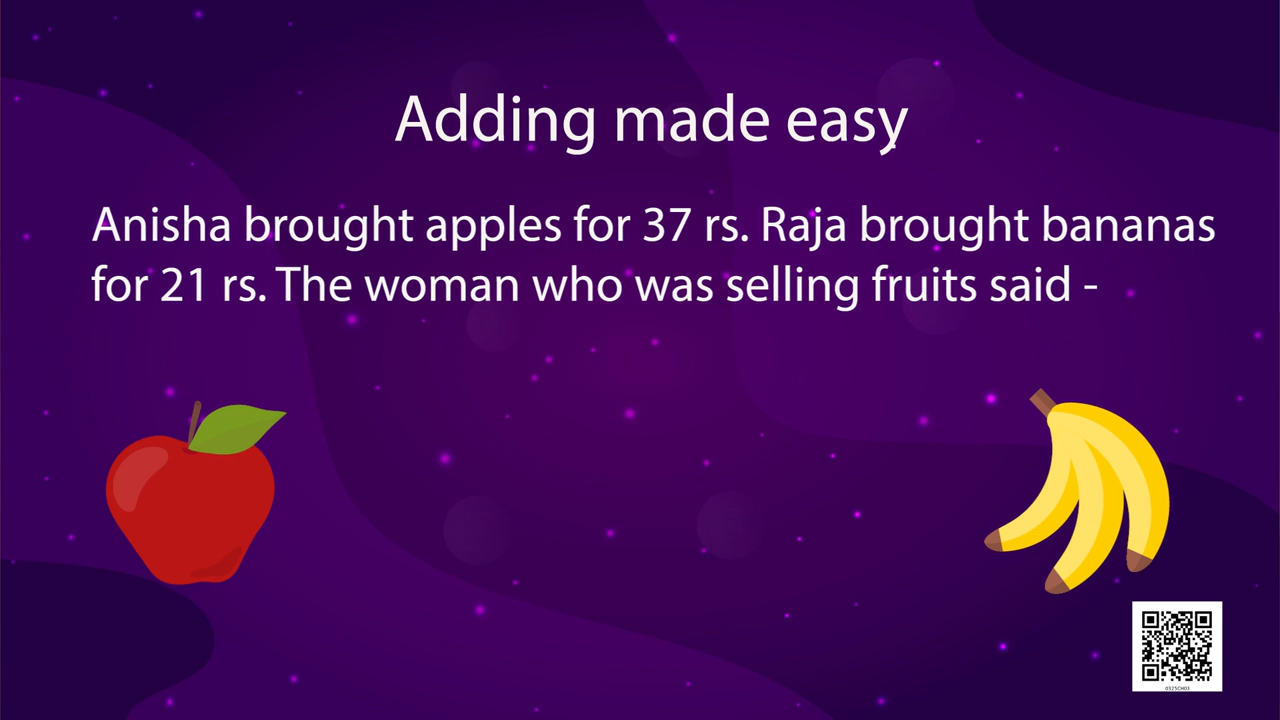 Adding made easy
Anisha brought apples for 37 rs. Raja brought bananas
for 21 rs. The woman who was selling fruits said -
0325CH03